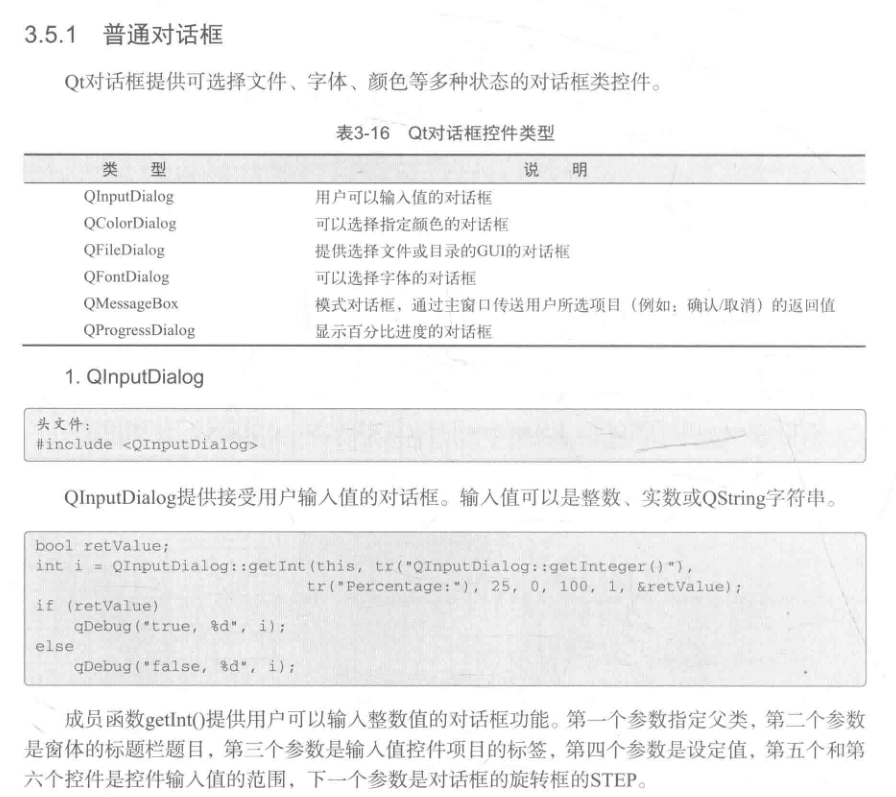 3.5.1 普通对话框
Qt对话框提供可选择文件、字体、颜色等多种状态的对话框类控件。
表3-16 Qt对话框控件类型
类 型 说 明
QInputDialog 用户可以输入值的对话框
QColorDialog 可以选择指定颜色的对话框
QFileDialog 提供选择文件或目录的GUI的对话框
QFontDialog 可以选择字体的对话框
QMessageBox 模式对话框，通过主窗口传送用户所选项目（例如：确认/取消）的返回值
QProgressDialog 显示百分比进度的对话框
1. QInputDialog
头文件：
#include <QInputDialog>
QInputDialog提供接受用户输入值的对话框。输入值可以是整数、实数或QString字符串。
bool retValue;
int i = QInputDialog::getInt(this, tr("QInputDialog::getInteger()"),
tr("Percentage:"), 25, 0, 100, 1, &retValue);
if (retValue)
qDebug("true, %d", i);
else
qDebug("false, %d", i);
成员函数getInt()提供用户可以输入整数值的对话框功能。第一个参数指定父类，第二个参数
是窗体的标题栏题目，第三个参数是输入值控件项目的标签，第四个参数是设定值，第五个和第
六个控件是控件输入值的范围，下一个参数是对话框的旋转框的STEP。